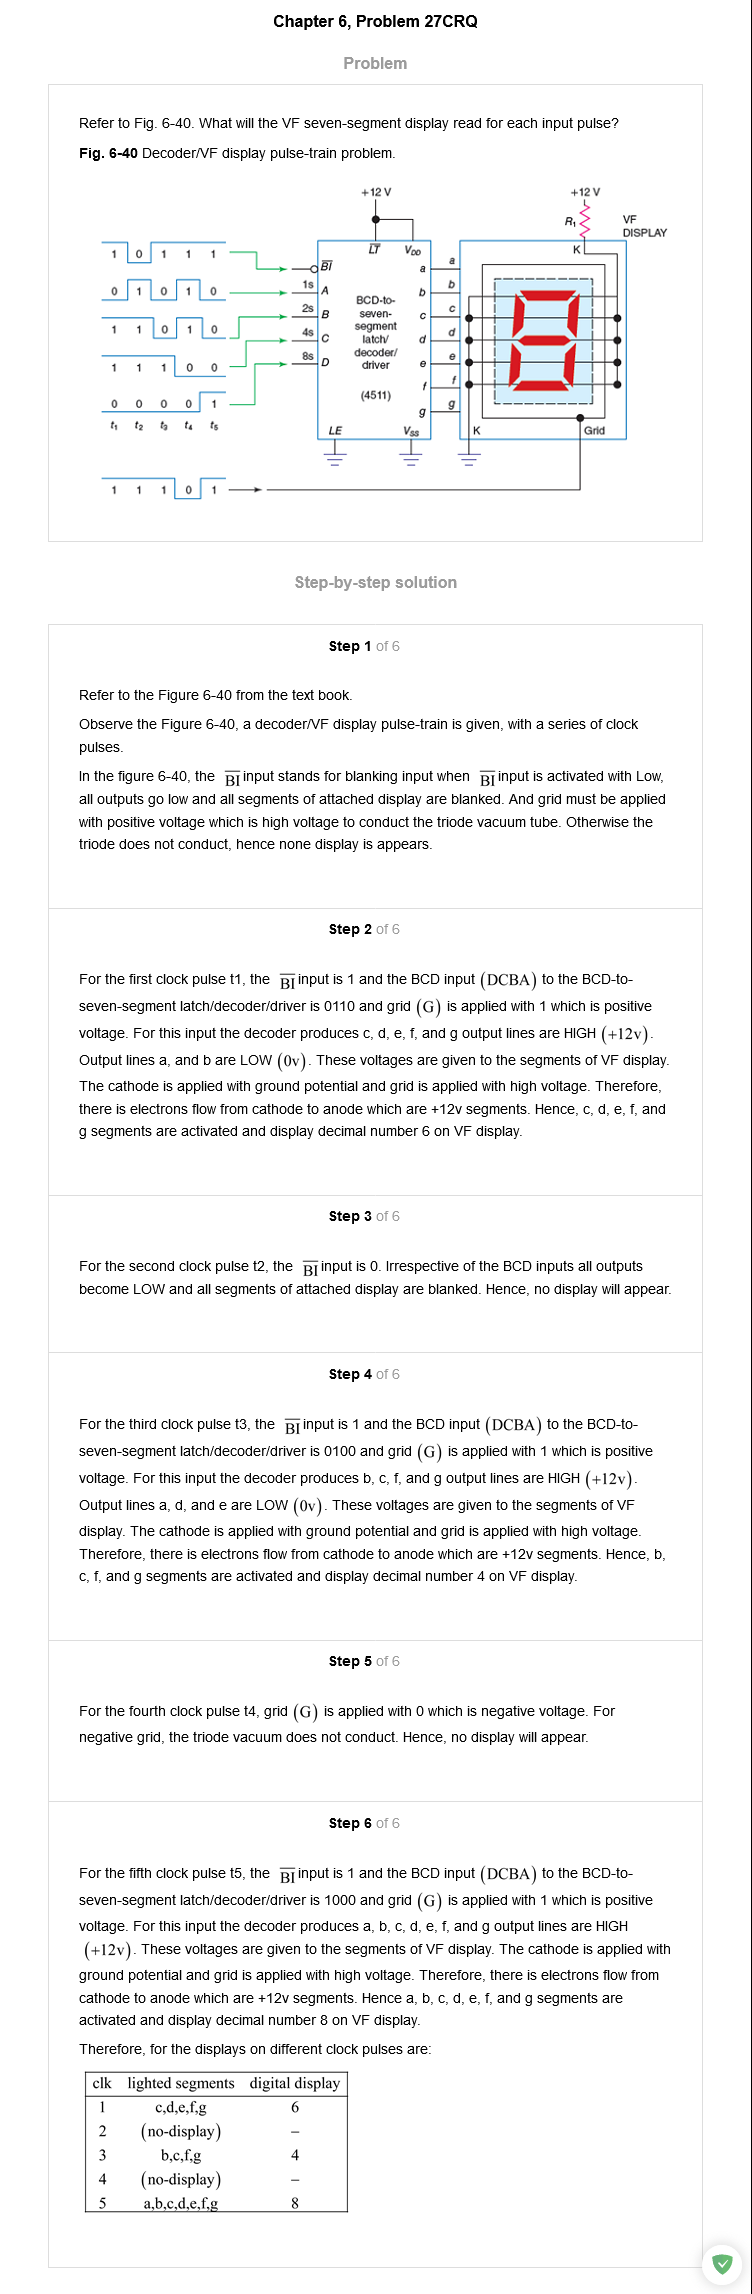 Chapter 6, Problem 27CRQ
Problem
Refer to Fig. 6-40. What will the VF seven-segment display read for each input pulse?
Fig. 6-40 Decoder/VF display pulse-train problem.
+12 V
+12 V
R₁
VF
DISPLAY
1 0 1 1 1
L̅T̅
VDD
K
B̅I̅
a
a
0 1 0 1 0
1s
A
b
b
BCD-to-
seven-
segment
latch/
decoder/
driver
(4511)
1 1 0 1 0
2s
B
c
c
4s
C
d
d
1 1 1 0 0
8s
D
e
e
f
f
0 0 0 0 1
g
g
t₁ t₂ t₃ t₄ t₅
LE
VSS
K
Grid
1 1 1 0 1
Step-by-step solution
Step 1 of 6
Refer to the Figure 6-40 from the text book.
Observe the Figure 6-40, a decoder/VF display pulse-train is given, with a series of clock
pulses.
In the figure 6-40, the B̅I̅ input stands for blanking input when B̅I̅ input is activated with Low,
all outputs go low and all segments of attached display are blanked. And grid must be applied
with positive voltage which is high voltage to conduct the triode vacuum tube. Otherwise the
triode does not conduct, hence none display is appears.
Step 2 of 6
For the first clock pulse t1, the B̅I̅ input is 1 and the BCD input (DCBA) to the BCD-to-
seven-segment latch/decoder/driver is 0110 and grid (G) is applied with 1 which is positive
voltage. For this input the decoder produces c, d, e, f, and g output lines are HIGH (+12v).
Output lines a, and b are LOW (0v). These voltages are given to the segments of VF display.
The cathode is applied with ground potential and grid is applied with high voltage. Therefore,
there is electrons flow from cathode to anode which are +12v segments. Hence, c, d, e, f, and
g segments are activated and display decimal number 6 on VF display.
Step 3 of 6
For the second clock pulse t2, the B̅I̅ input is 0. Irrespective of the BCD inputs all outputs
become LOW and all segments of attached display are blanked. Hence, no display will appear.
Step 4 of 6
For the third clock pulse t3, the B̅I̅ input is 1 and the BCD input (DCBA) to the BCD-to-
seven-segment latch/decoder/driver is 0100 and grid (G) is applied with 1 which is positive
voltage. For this input the decoder produces b, c, f, and g output lines are HIGH (+12v).
Output lines a, d, and e are LOW (0v). These voltages are given to the segments of VF
display. The cathode is applied with ground potential and grid is applied with high voltage.
Therefore, there is electrons flow from cathode to anode which are +12v segments. Hence, b,
c, f, and g segments are activated and display decimal number 4 on VF display.
Step 5 of 6
For the fourth clock pulse t4, grid (G) is applied with 0 which is negative voltage. For
negative grid, the triode vacuum does not conduct. Hence, no display will appear.
Step 6 of 6
For the fifth clock pulse t5, the B̅I̅ input is 1 and the BCD input (DCBA) to the BCD-to-
seven-segment latch/decoder/driver is 1000 and grid (G) is applied with 1 which is positive
voltage. For this input the decoder produces a, b, c, d, e, f, and g output lines are HIGH
(+12v). These voltages are given to the segments of VF display. The cathode is applied with
ground potential and grid is applied with high voltage. Therefore, there is electrons flow from
cathode to anode which are +12v segments. Hence a, b, c, d, e, f, and g segments are
activated and display decimal number 8 on VF display.
Therefore, for the displays on different clock pulses are:
clk lighted segments digital display
1 c,d,e,f,g 6
2 (no-display) –
3 b,c,f,g 4
4 (no-display) –
5 a,b,c,d,e,f,g 8